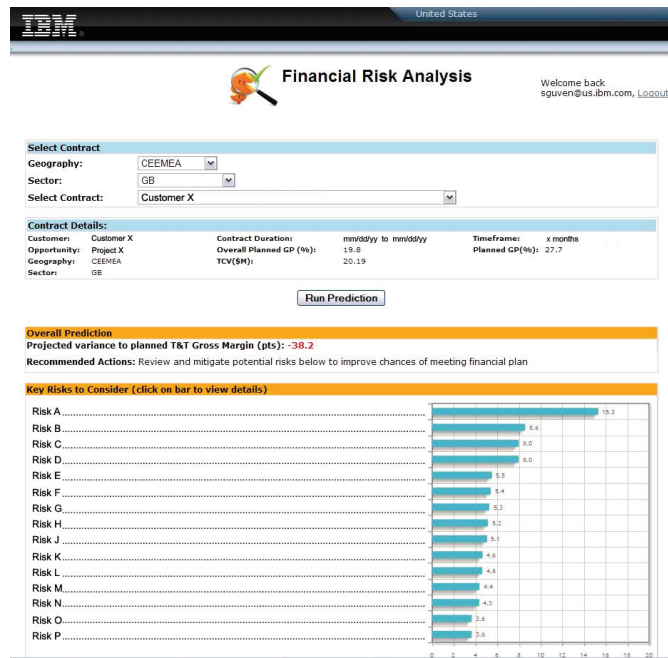 United States
IBM
Financial Risk Analysis
Welcome back
sguven@us.ibm.com, Logout
Select Contract
Geography: CEEMEA
Sector: GB
Select Contract: Customer X
Contract Details:
Customer: Customer X Contract Duration: mm/dd/yy to mm/dd/yy Timeframe: x months
Opportunity: Project X Overall Planned GP (%): 19.8 Planned GP(%): 27.7
Geography: CEEMEA TCV($M): 20.19
Sector: GB
Run Prediction
Overall Prediction
Projected variance to planned T&T Gross Margin (pts): -38.2
Recommended Actions: Review and mitigate potential risks below to improve chances of meeting financial plan
Key Risks to Consider (click on bar to view details)
Risk A 15.3
Risk B 8.6
Risk C 8.0
Risk D 8.0
Risk E 5.5
Risk F 5.4
Risk G 5.3
Risk H 5.2
Risk J 5.1
Risk K 4.6
Risk L 4.6
Risk M 4.4
Risk N 4.3
Risk O 3.6
Risk P 3.6
0 2 4 6 8 10 12 14 16 18 20